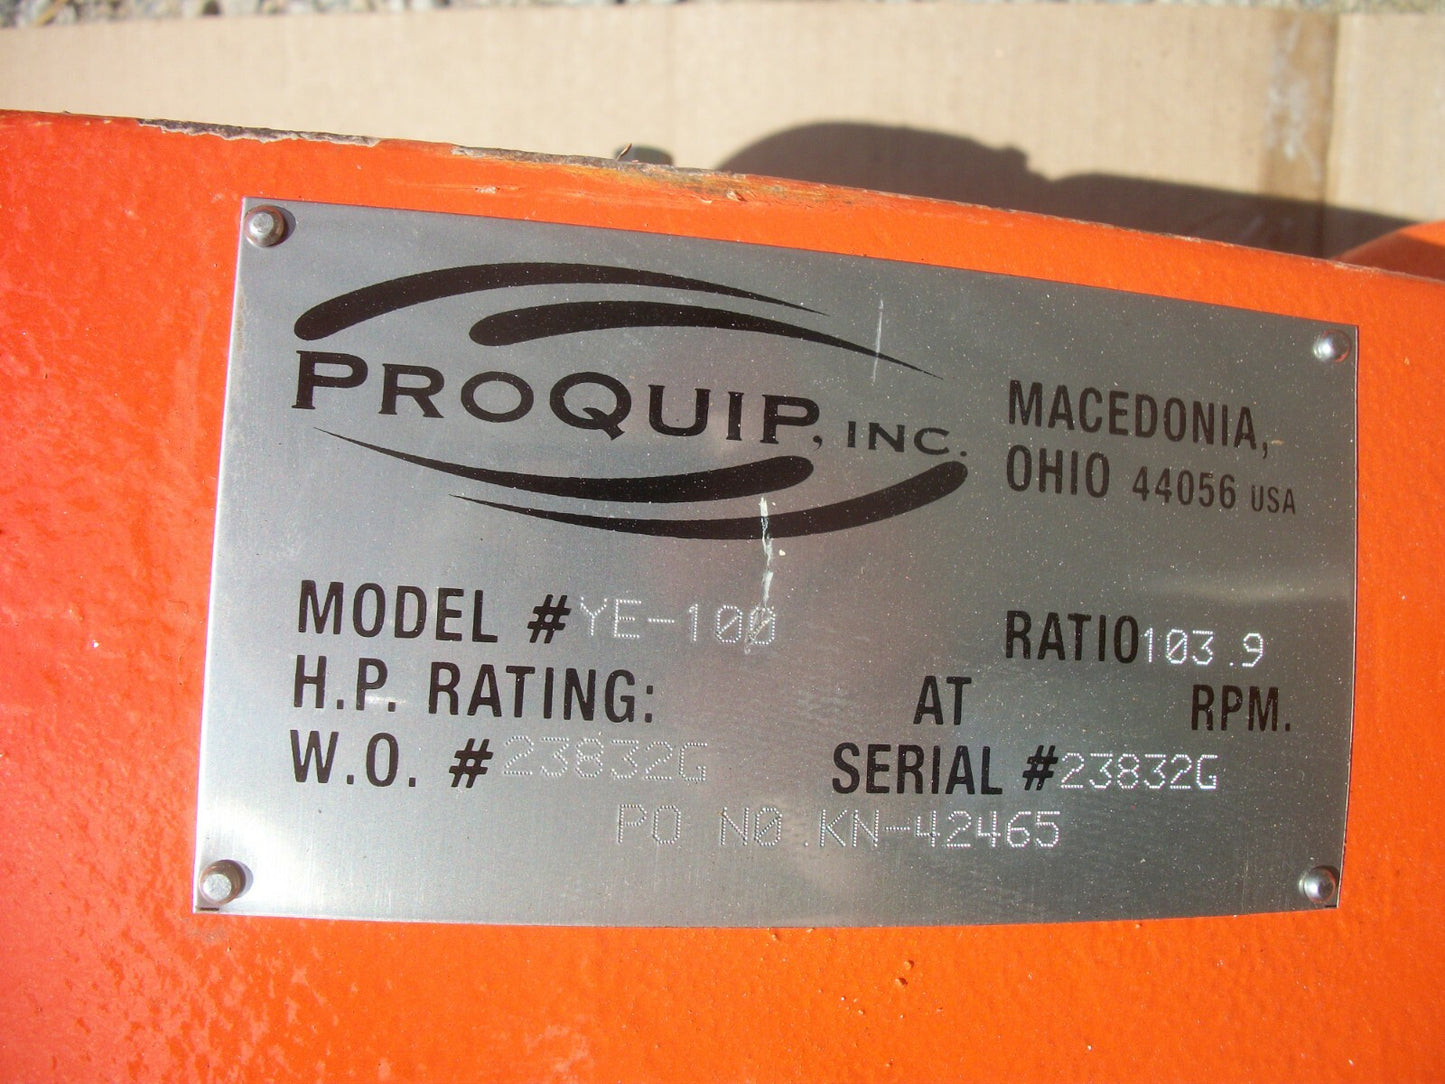 PROQUIP, INC.
MACEDONIA,
OHIO 44056 USA
MODEL # YE-100 RATIO 103.9
H.P. RATING: AT RPM.
W.O. # 23832G SERIAL # 23832G
PO NO.KN-42465